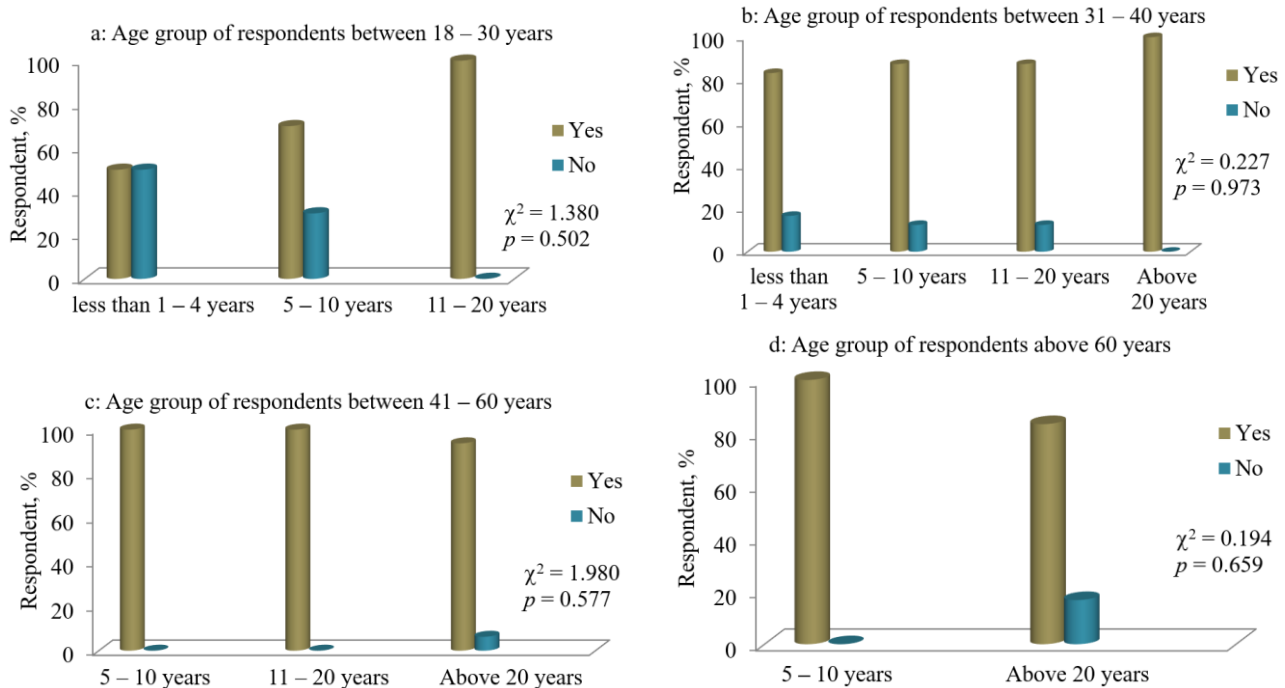 a: Age group of respondents between 18 – 30 years
Respondent, %
100
80
60
40
20
0
Yes
No
χ² = 1.380
p = 0.502
less than 1 – 4 years
5 – 10 years
11 – 20 years
b: Age group of respondents between 31 – 40 years
Respondent, %
100
80
60
40
20
0
Yes
No
χ² = 0.227
p = 0.973
less than
1 – 4 years
5 – 10 years
11 – 20 years
Above
20 years
c: Age group of respondents between 41 – 60 years
Respondent, %
100
80
60
40
20
0
Yes
No
χ² = 1.980
p = 0.577
5 – 10 years
11 – 20 years
Above 20 years
d: Age group of respondents above 60 years
Respondent, %
100
80
60
40
20
0
Yes
No
χ² = 0.194
p = 0.659
5 – 10 years
Above 20 years